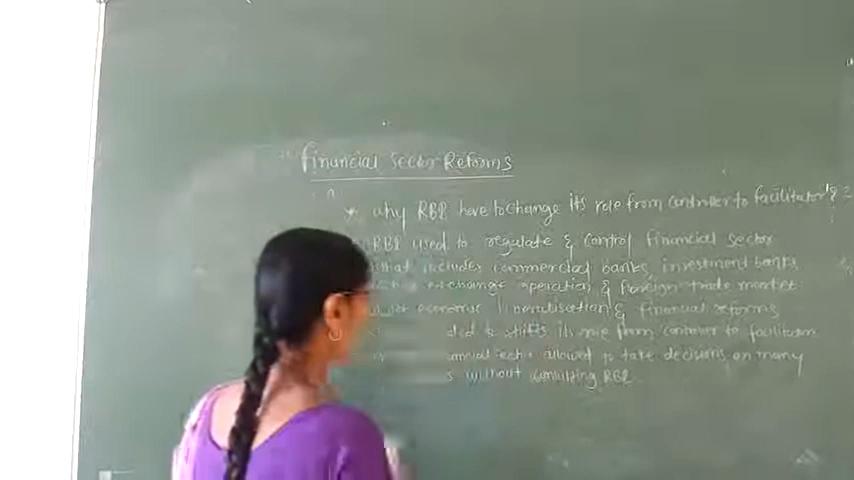 Financial Sector Reforms
* why RBI have to change its role from controller to facilitator
RBI used to regulate & control financial sector
that includes commercial banks, investment banks,
exchange operations & foreign trade market
economic liberalisation & financial reforms
to shifts its role from controller to facilitator
allowed to take decisions on many
without consulting RBI.